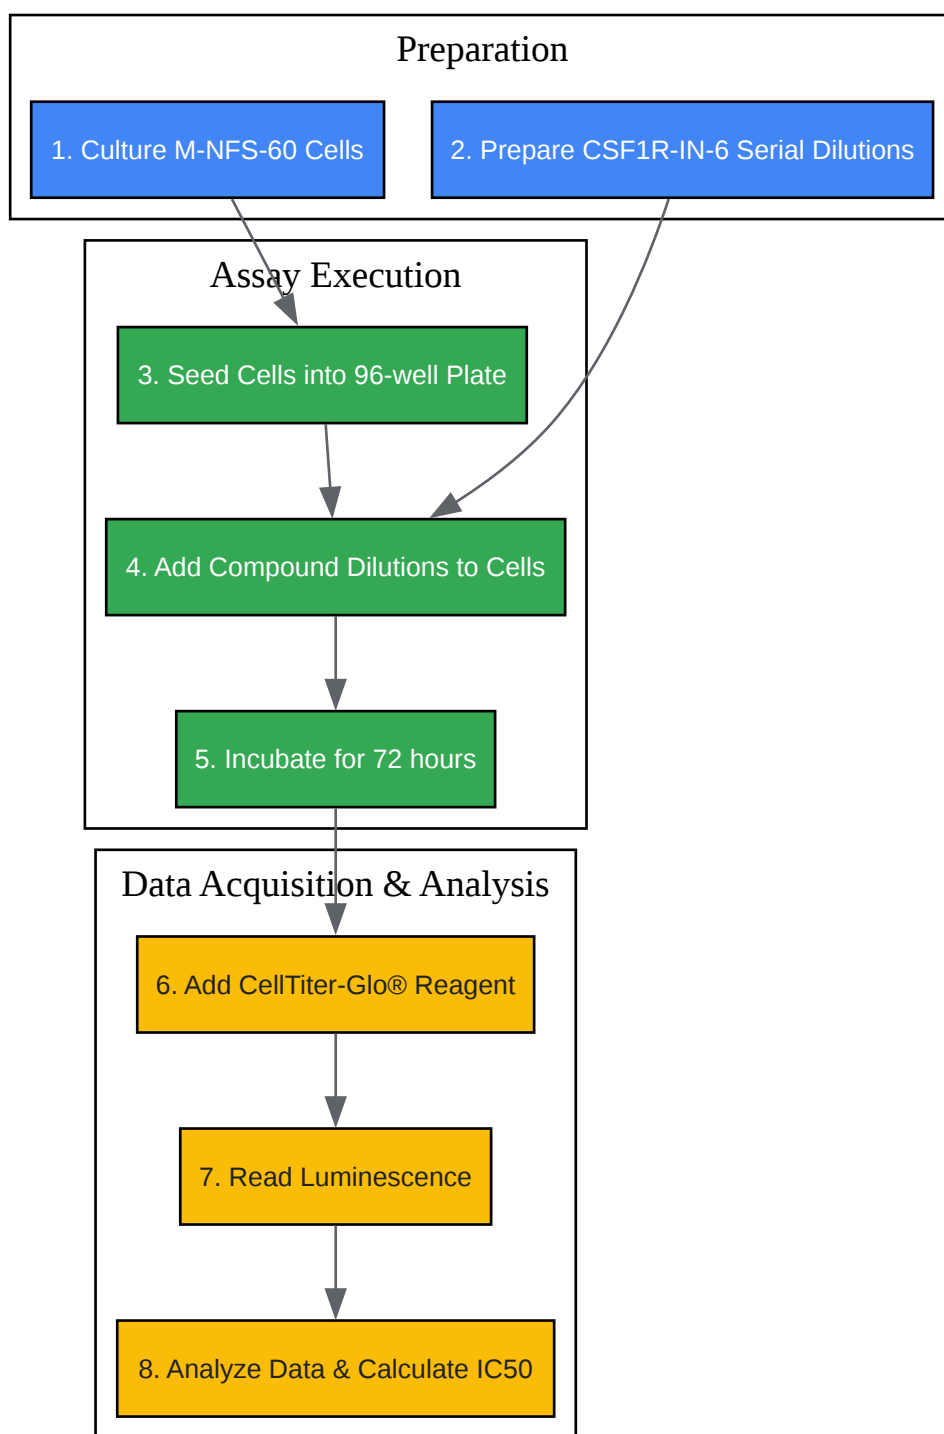 Preparation
1. Culture M-NFS-60 Cells
2. Prepare CSF1R-IN-6 Serial Dilutions
Assay Execution
3. Seed Cells into 96-well Plate
4. Add Compound Dilutions to Cells
5. Incubate for 72 hours
Data Acquisition & Analysis
6. Add CellTiter-Glo® Reagent
7. Read Luminescence
8. Analyze Data & Calculate IC50